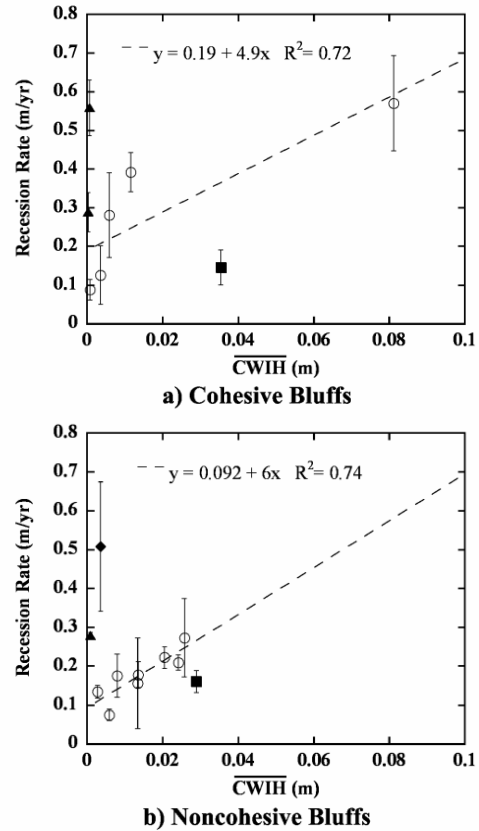 0.8
y = 0.19 + 4.9x R²= 0.72
0.7
0.6
0.5
0.4
0.3
0.2
0.1
0
Recession Rate (m/yr)
0 0.02 0.04 0.06 0.08 0.1
CWIH (m)
a) Cohesive Bluffs
0.8
y = 0.092 + 6x R²= 0.74
0.7
0.6
0.5
0.4
0.3
0.2
0.1
0
Recession Rate (m/yr)
0 0.02 0.04 0.06 0.08 0.1
CWIH (m)
b) Noncohesive Bluffs